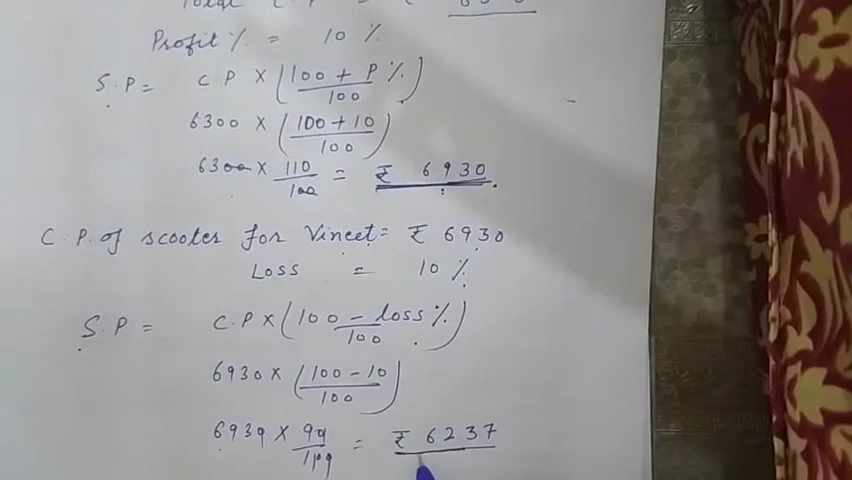 Total C.P =
Profit % = 10 %
S.P = C.P × (100 + P% / 100)
6300 × (100 + 10 / 100)
6300 × 110 / 100 = ₹ 6930.
C.P. of scooter for Vineet = ₹ 6930
Loss = 10 %
S.P = C.P × (100 - loss % / 100)
6930 × (100 - 10 / 100)
6930 × 90 / 100 = ₹ 6237